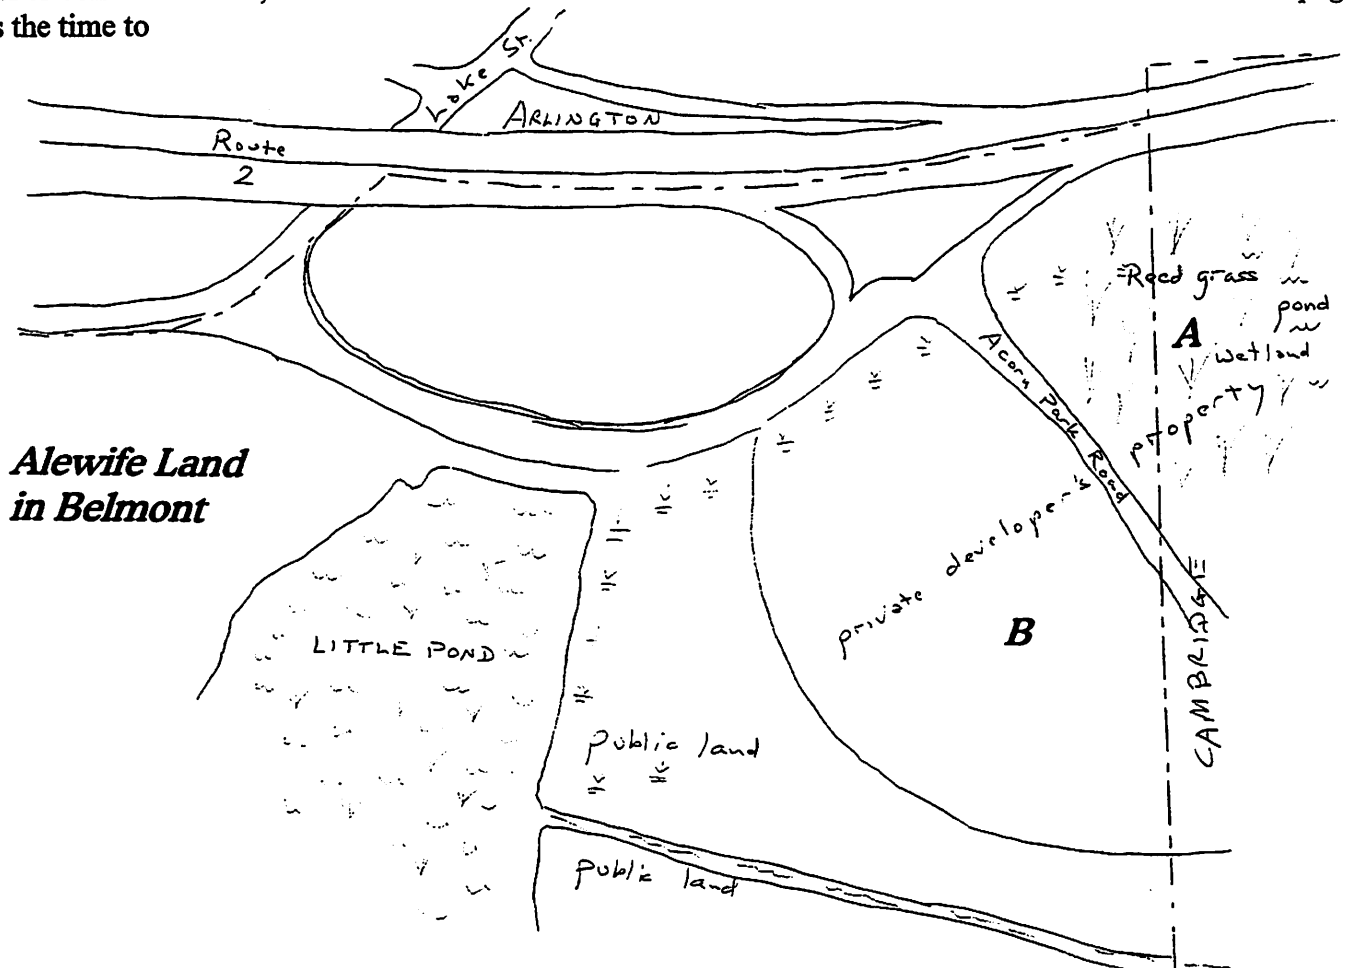 s the time to
Lake St.
ARLINGTON
Route
2
Reed grass
pond
A
wetland
Acorn Park Road
private developer's property
Alewife Land
in Belmont
B
LITTLE POND
CAMBRIDGE
public land
public land